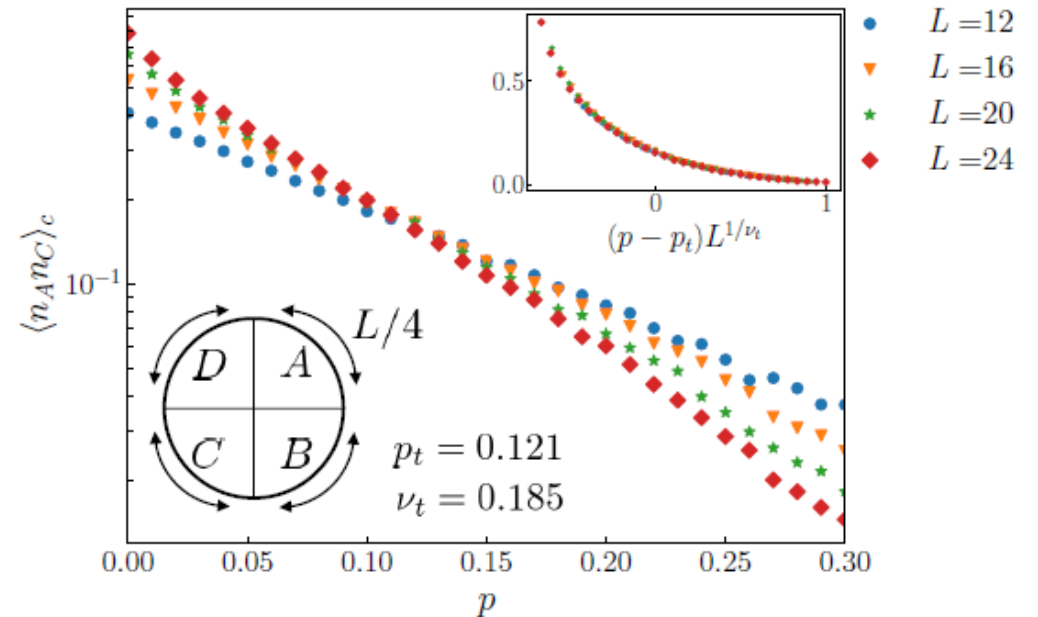 L =12
L =16
L =20
L =24
⟨n_A n_C⟩_c
10^{-1}
0.5
0.0
0
1
(p − p_t)L^{1/ν_t}
L/4
D
A
C
B
p_t = 0.121
ν_t = 0.185
0.00
0.05
0.10
0.15
0.20
0.25
0.30
p